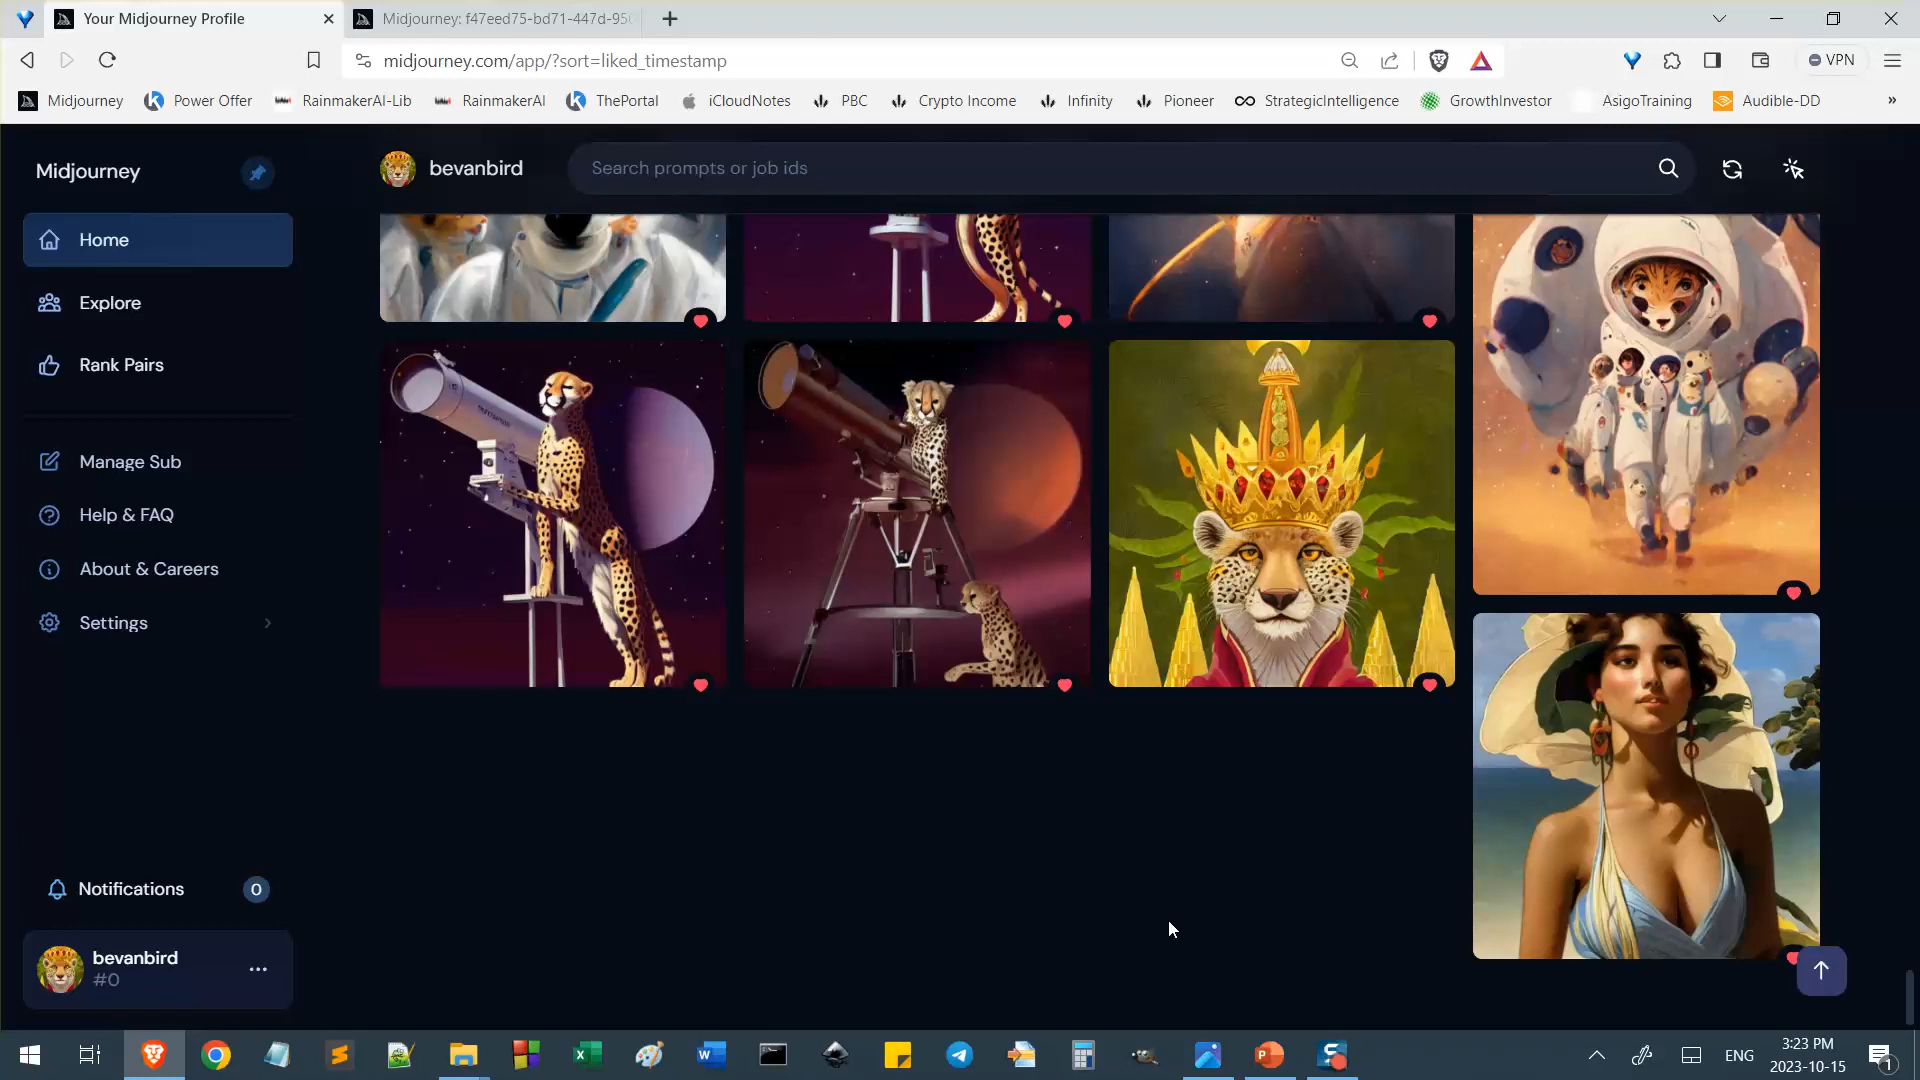 Your Midjourney Profile
Midjourney: f47eed75-bd71-447d-950
midjourney.com/app/?sort=liked_timestamp
VPN
Midjourney
Power Offer
RainmakerAI-Lib
RainmakerAI
ThePortal
iCloudNotes
PBC
Crypto Income
Infinity
Pioneer
StrategicIntelligence
GrowthInvestor
AsigoTraining
Audible-DD
»
Midjourney
bevanbird
Search prompts or job ids
Home
Explore
Rank Pairs
Manage Sub
Help & FAQ
About & Careers
Settings
Notifications
0
bevanbird
#0
ENG
3:23 PM
2023-10-15
1